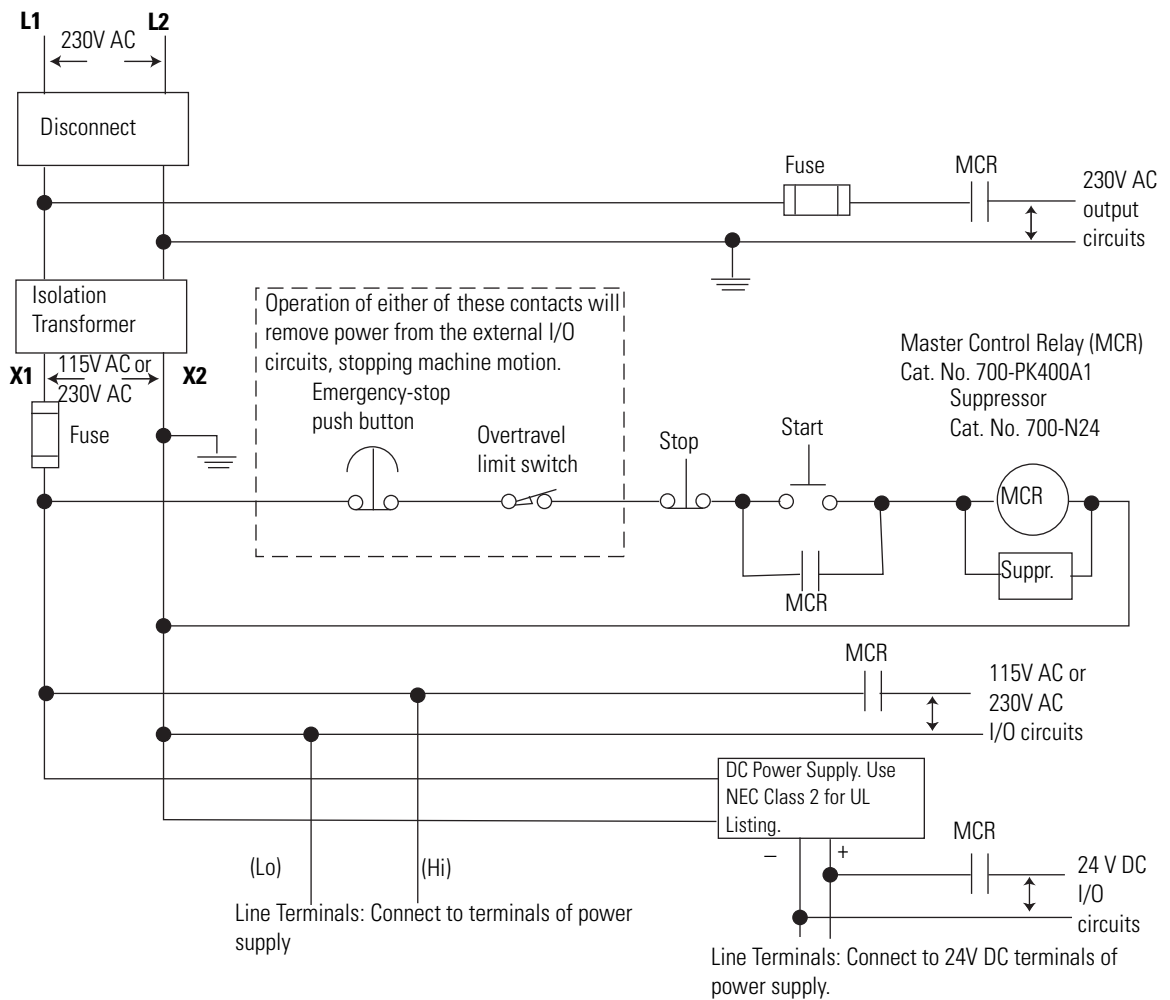 L1
L2
230V AC
Disconnect
Fuse
MCR
230V AC
output
circuits
Isolation
Transformer
Operation of either of these contacts will
remove power from the external I/O
circuits, stopping machine motion.
X1
115V AC or
230V AC
X2
Fuse
Emergency-stop
push button
Overtravel
limit switch
Stop
Start
Master Control Relay (MCR)
Cat. No. 700-PK400A1
Suppressor
Cat. No. 700-N24
MCR
Suppr.
MCR
MCR
115V AC or
230V AC
I/O circuits
DC Power Supply. Use
NEC Class 2 for UL
Listing.
MCR
–
+
(Lo)
(Hi)
24 V DC
I/O
circuits
Line Terminals: Connect to terminals of power
supply
Line Terminals: Connect to 24V DC terminals of
power supply.